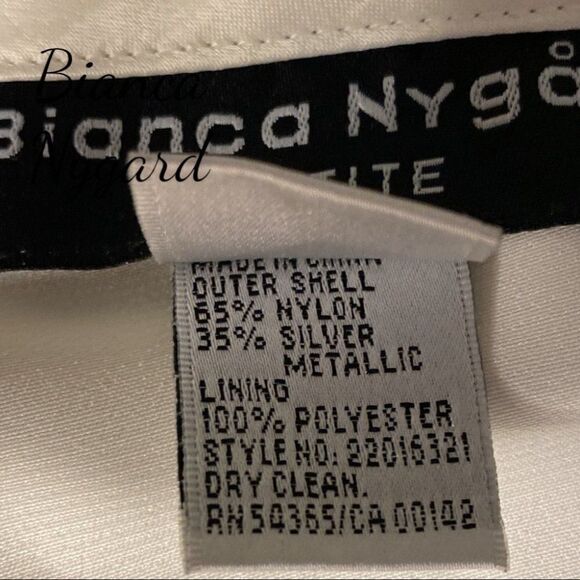 Bianca
Nygard
Bianca Nygå
TITE
MADE IN CHINA
OUTER SHELL
65% NYLON
35% SILVER
METALLIC
LINING
100% POLYESTER
STYLE NO. 22016321
DRY CLEAN.
RN 54365/CA 00142